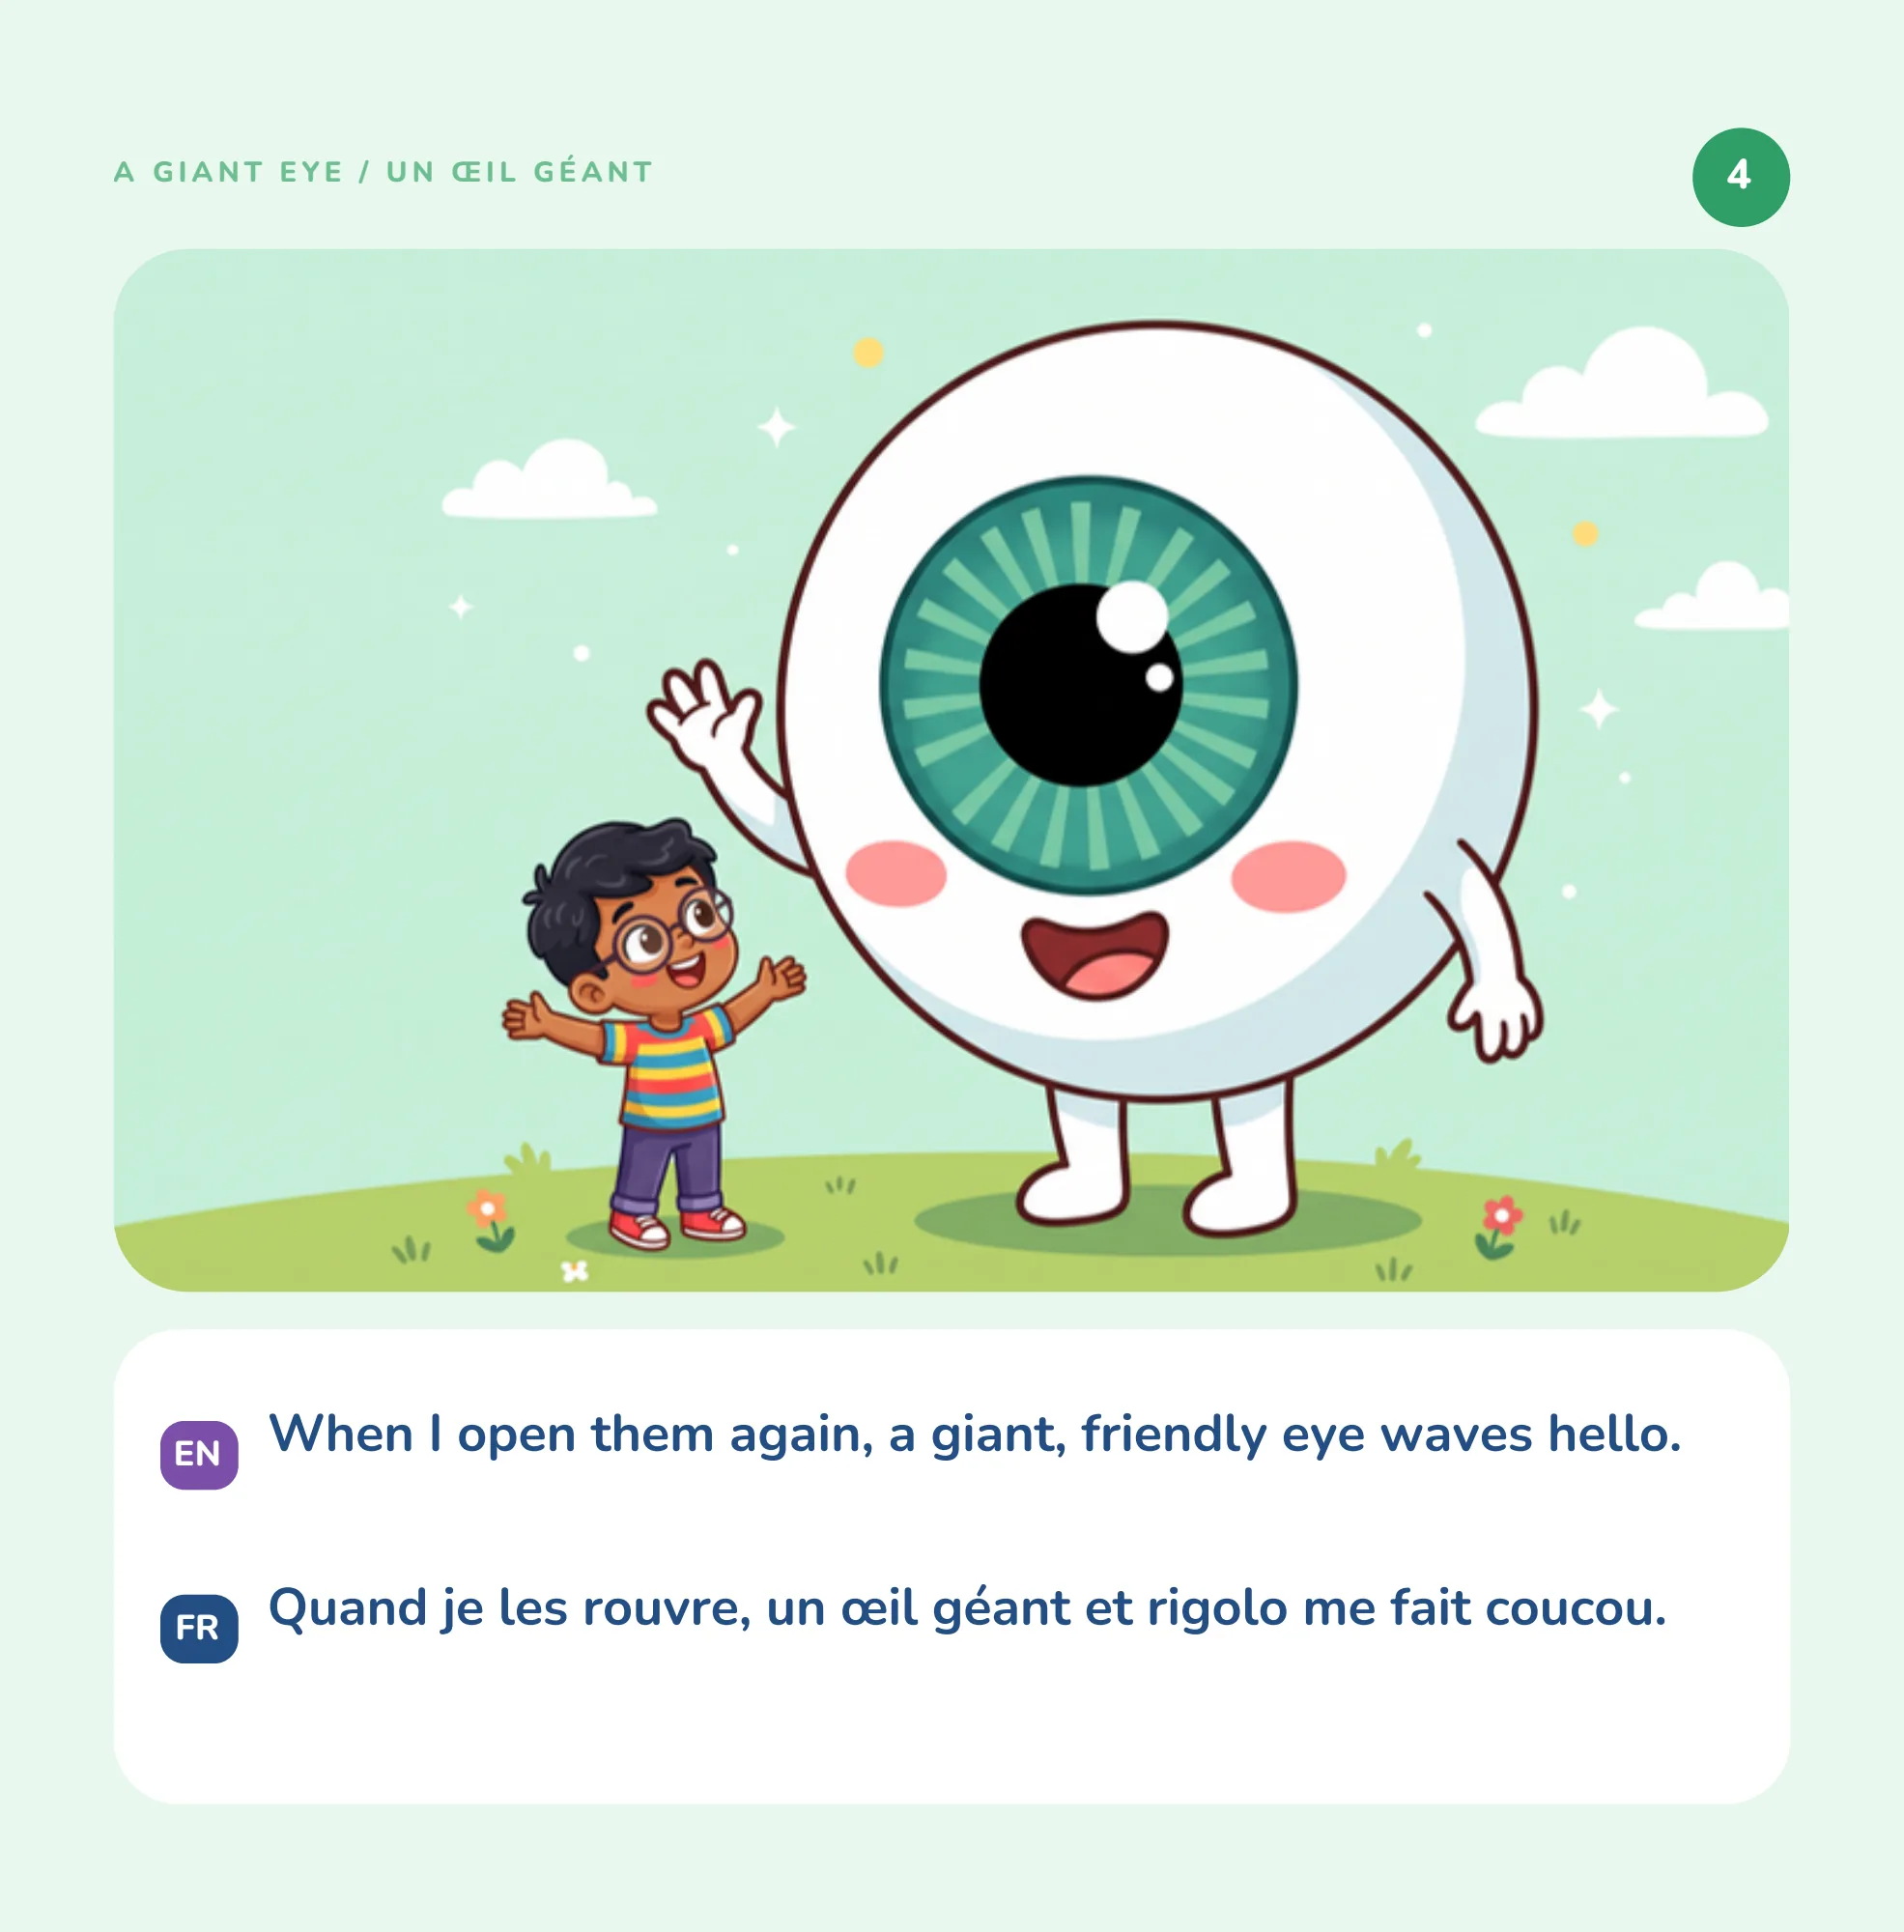 A GIANT EYE / UN ŒIL GÉANT
4
EN When I open them again, a giant, friendly eye waves hello.
FR Quand je les rouvre, un œil géant et rigolo me fait coucou.